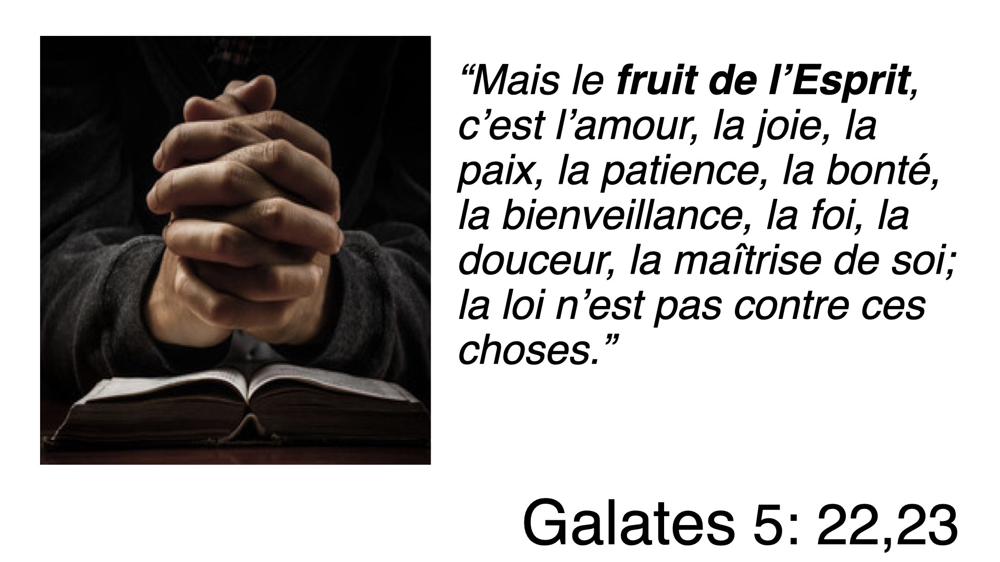 “Mais le fruit de l’Esprit,
c’est l’amour, la joie, la
paix, la patience, la bonté,
la bienveillance, la foi, la
douceur, la maîtrise de soi;
la loi n’est pas contre ces
choses.”
Galates 5: 22,23